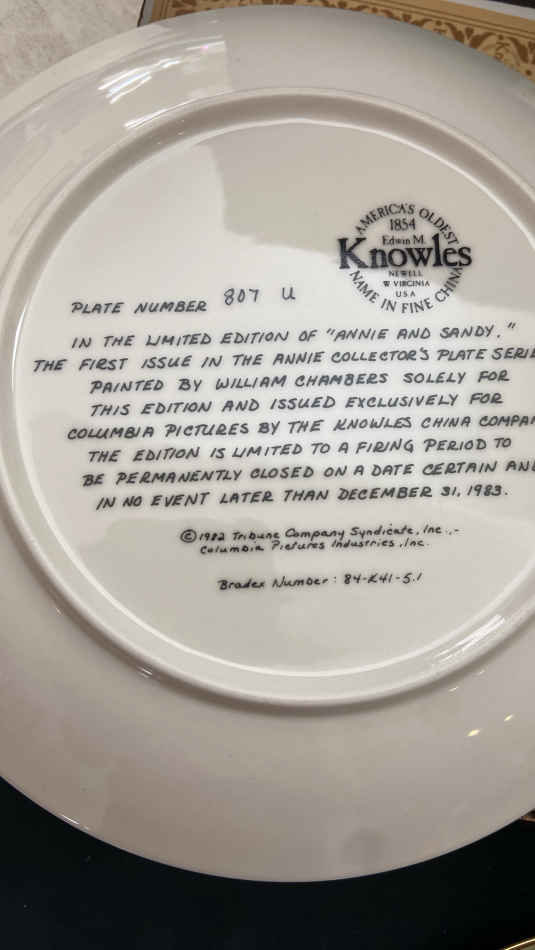 AMERICA'S OLDEST
1854
Edwin M.
Knowles
NEWELL
W VIRGINIA
U.S.A
NAME IN FINE CHINA
PLATE NUMBER 807 U
IN THE LIMITED EDITION OF "ANNIE AND SANDY."
THE FIRST ISSUE IN THE ANNIE COLLECTOR'S PLATE SERIE
PAINTED BY WILLIAM CHAMBERS SOLELY FOR
THIS EDITION AND ISSUED EXCLUSIVELY FOR
COLUMBIA PICTURES BY THE KNOWLES CHINA COMPAN
THE EDITION IS LIMITED TO A FIRING PERIOD TO
BE PERMANENTLY CLOSED ON A DATE CERTAIN AND
IN NO EVENT LATER THAN DECEMBER 31, 1983.
©1982 Tribune Company Syndicate, Inc.,-
Columbia Pictures Industries, Inc.
Bradex Number: 84-K41-5.1